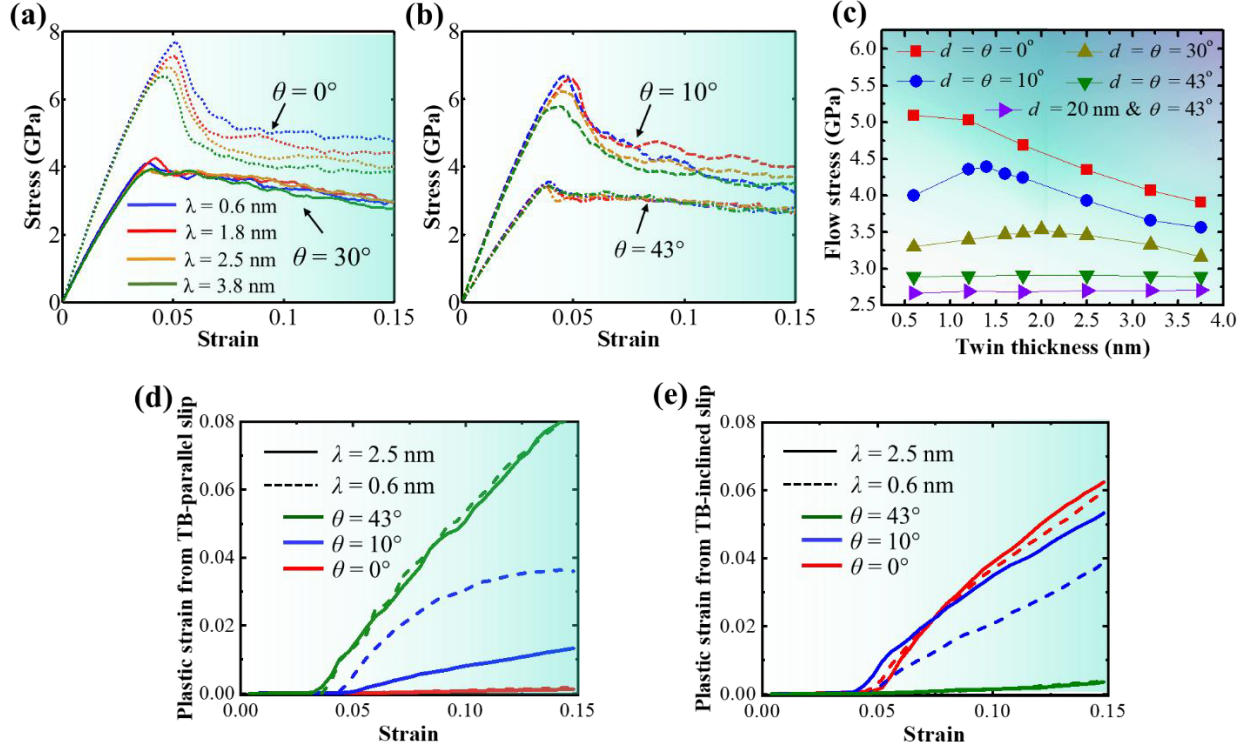 (a)
Stress (GPa)
8
6
4
2
0
θ = 0°
λ = 0.6 nm
λ = 1.8 nm
λ = 2.5 nm
λ = 3.8 nm
θ = 30°
0
0.05
0.1
0.15
Strain
(b)
Stress (GPa)
8
6
4
2
0
θ = 10°
θ = 43°
0
0.05
0.1
0.15
Strain
(c)
Flow stress (GPa)
6.0
5.5
5.0
4.5
4.0
3.5
3.0
2.5
d = θ = 0°
d = θ = 30°
d = θ = 10°
d = θ = 43°
d = 20 nm & θ = 43°
0.5 1.0 1.5 2.0 2.5 3.0 3.5 4.0
Twin thickness (nm)
(d)
Plastic strain from TB-parallel slip
0.08
0.06
0.04
0.02
0.00
λ = 2.5 nm
λ = 0.6 nm
θ = 43°
θ = 10°
θ = 0°
0.00 0.05 0.10 0.15
Strain
(e)
Plastic strain from TB-inclined slip
0.08
0.06
0.04
0.02
0.00
λ = 2.5 nm
λ = 0.6 nm
θ = 43°
θ = 10°
θ = 0°
0.00 0.05 0.10 0.15
Strain